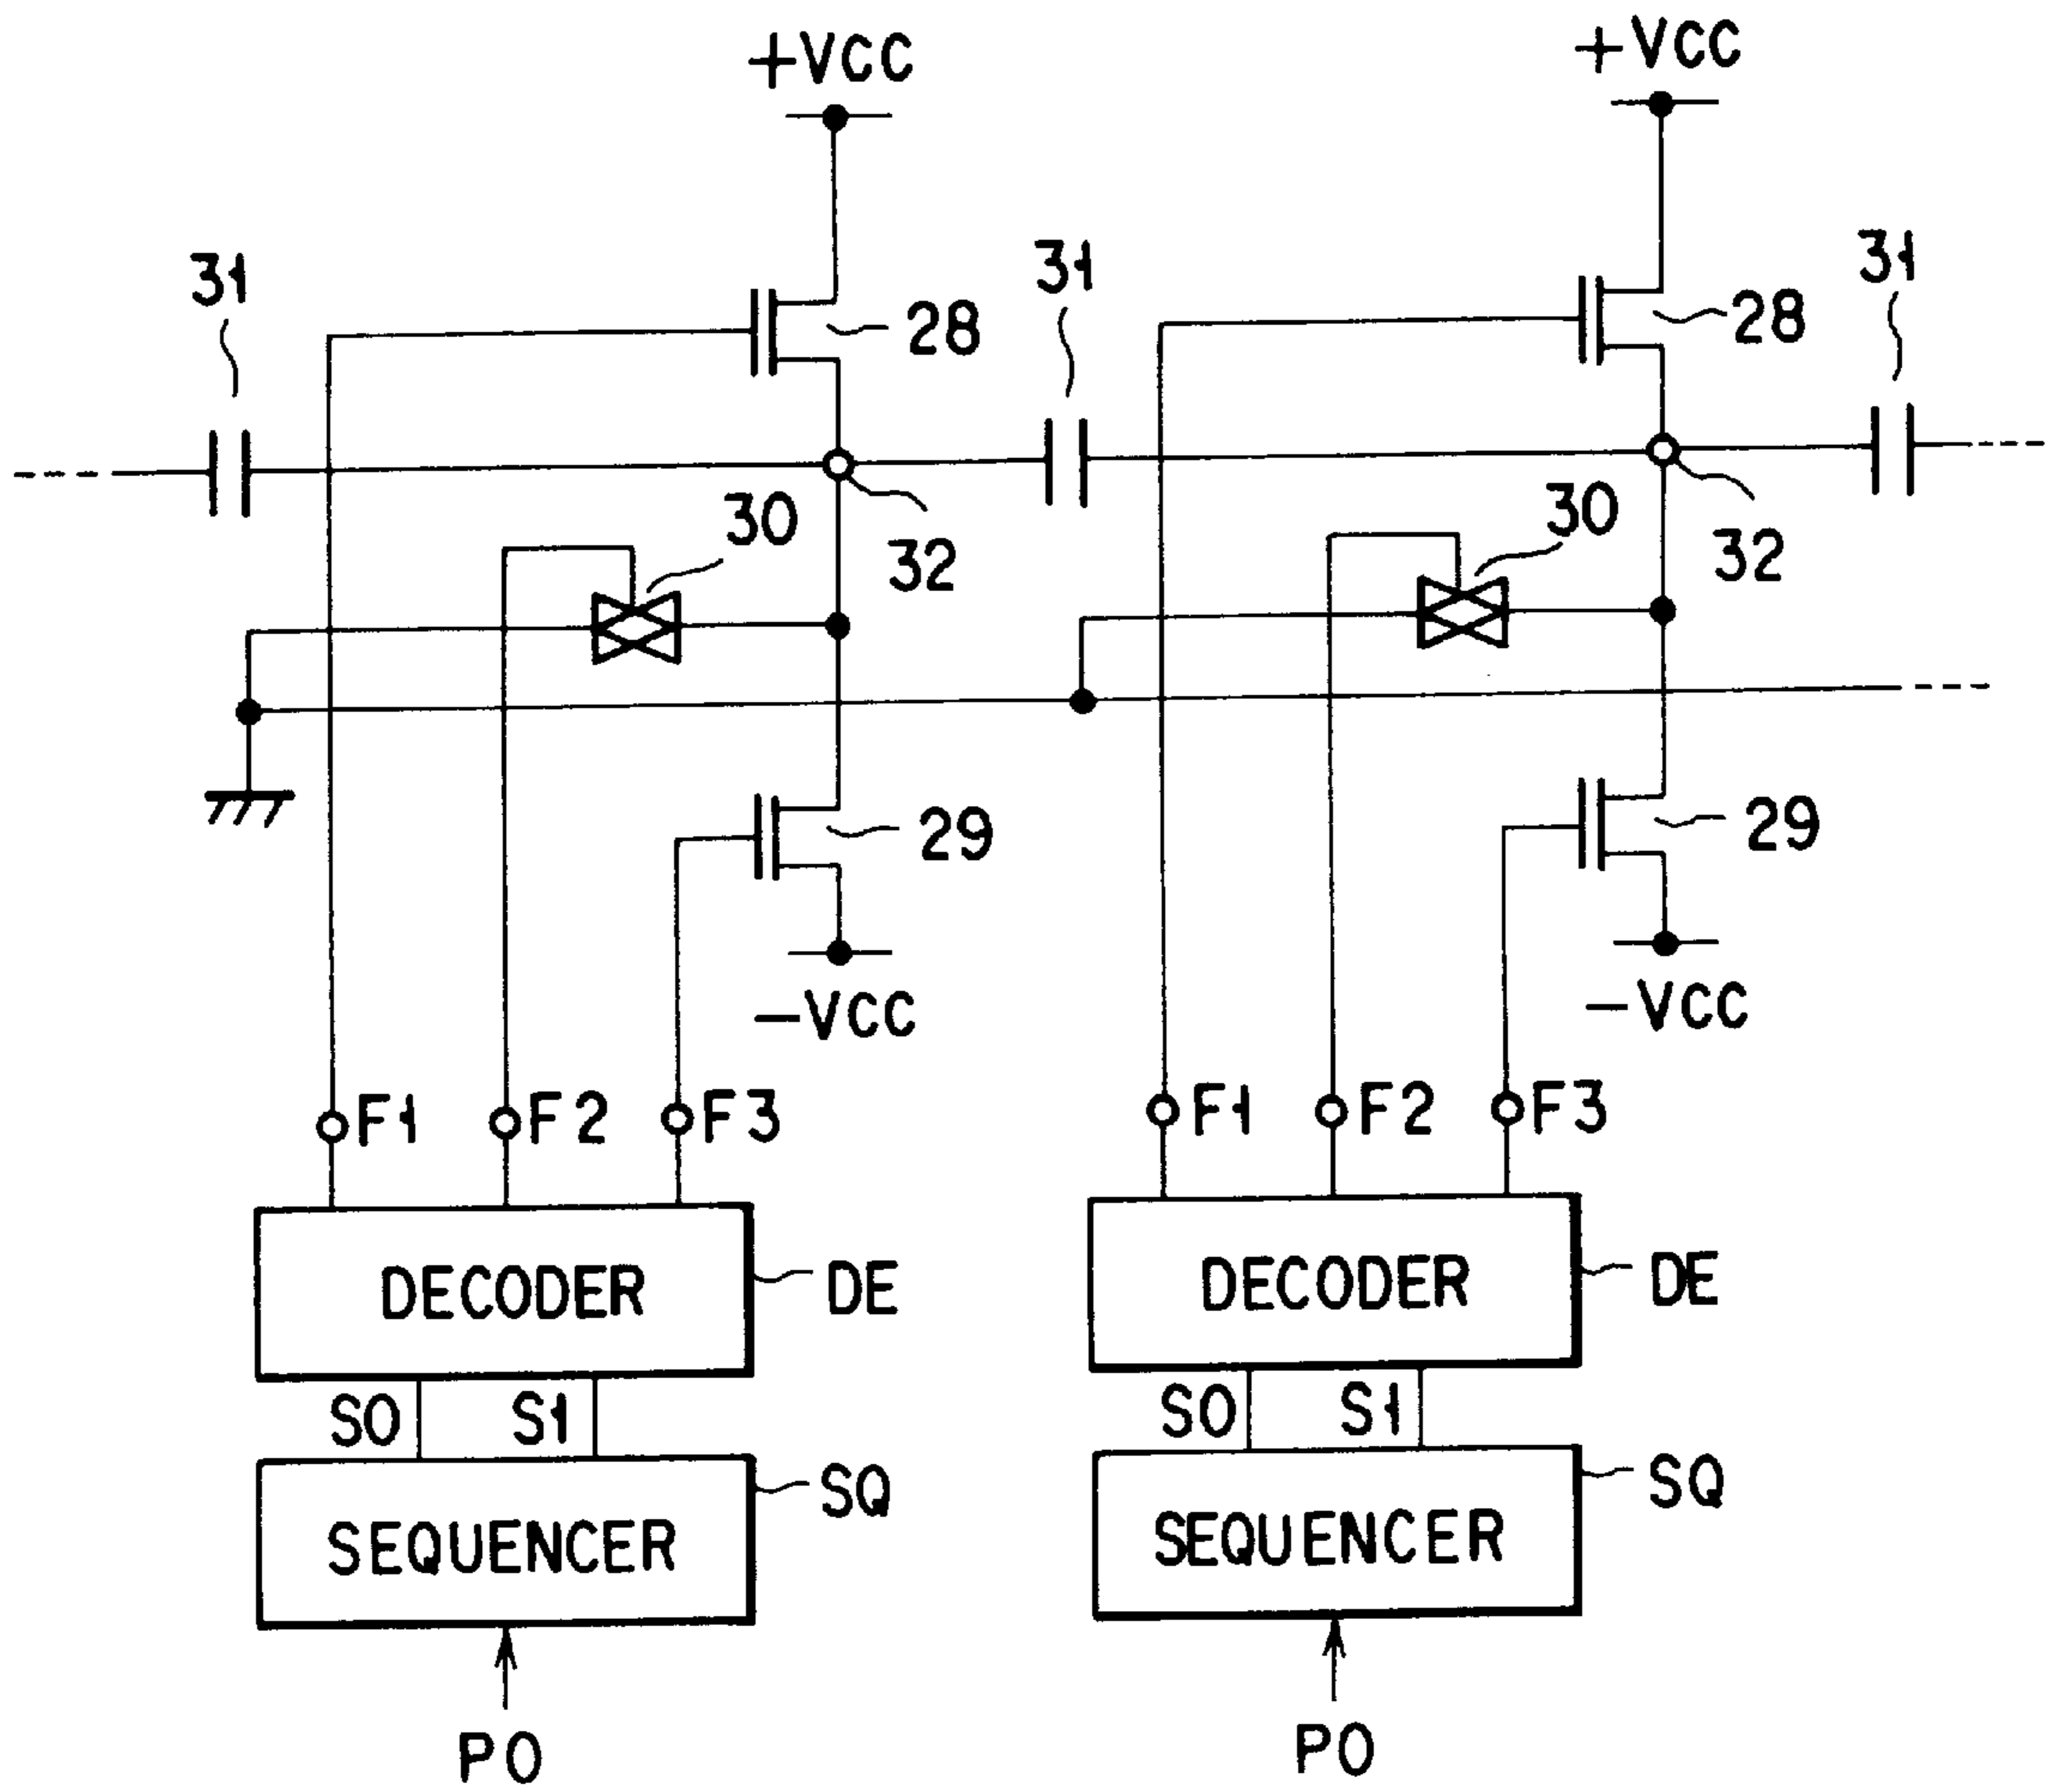 +VCC
+VCC
31
31
31
28
28
30
30
32
32
29
29
-VCC
-VCC
F1
F2
F3
F1
F2
F3
DECODER
DE
DECODER
DE
S0
S1
S0
S1
SEQUENCER
SQ
SEQUENCER
SQ
P0
P0